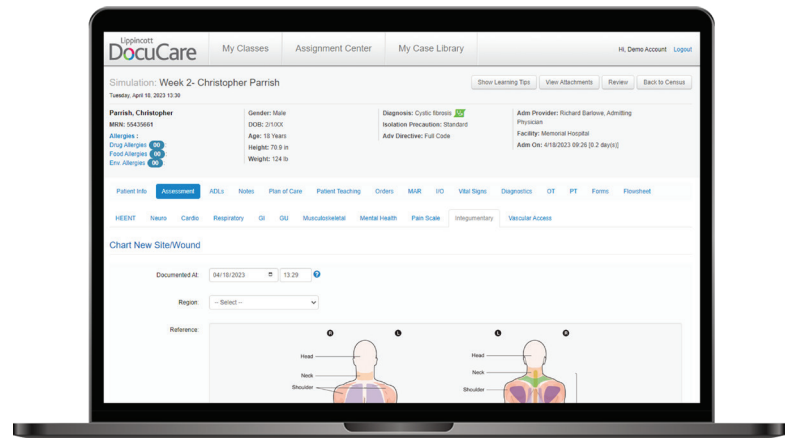 Lippincott
DocuCare
My Classes Assignment Center My Case Library
Hi, Demo Account Logout
Simulation: Week 2- Christopher Parrish
Show Learning Tips View Attachments Review Back to Census
Tuesday, April 18, 2023 13:30
Parrish, Christopher
MRN: 55435661
Allergies :
Drug Allergies 00
Food Allergies 00
Env. Allergies 00
Gender: Male
DOB: 2/1/XX
Age: 18 Years
Height: 70.9 in
Weight: 124 lb
Diagnosis: Cystic fibrosis
Isolation Precaution: Standard
Adv Directive: Full Code
Adm Provider: Richard Barlowe, Admitting
Physician
Facility: Memorial Hospital
Adm On: 4/18/2023 09:26 [0.2 day(s)]
Patient Info Assessment ADLs Notes Plan of Care Patient Teaching Orders MAR I/O Vital Signs Diagnostics OT PT Forms Flowsheet
HEENT Neuro Cardio Respiratory GI GU Musculoskeletal Mental Health Pain Scale Integumentary Vascular Access
Chart New Site/Wound
Documented At: 04/18/2023 13:29 ?
Region: -- Select --
Reference:
R L L R
Head Head
Neck Neck
Shoulder Shoulder